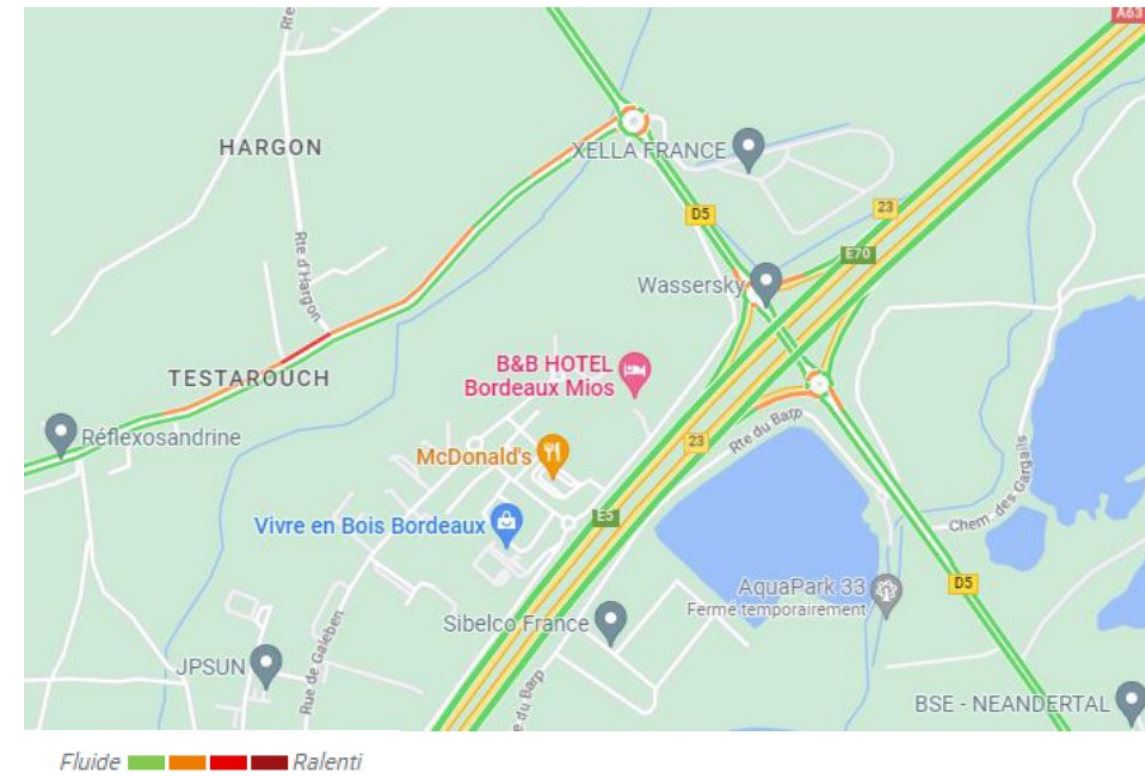 A63
Rte
HARGON
XELLA FRANCE
D5
23
E70
Rte d'Hargon
Wassersky
B&B HOTEL
Bordeaux Mios
TESTAROUCH
Réflexosandrine
McDonald's
23
Rte du Barp
Chem. des Gargails
Vivre en Bois Bordeaux
E5
AquaPark 33
Fermé temporairement
D5
Sibelco France
Rue de Galeben
JPSUN
e du Barp
BSE - NEANDERTAL
Fluide
Ralenti